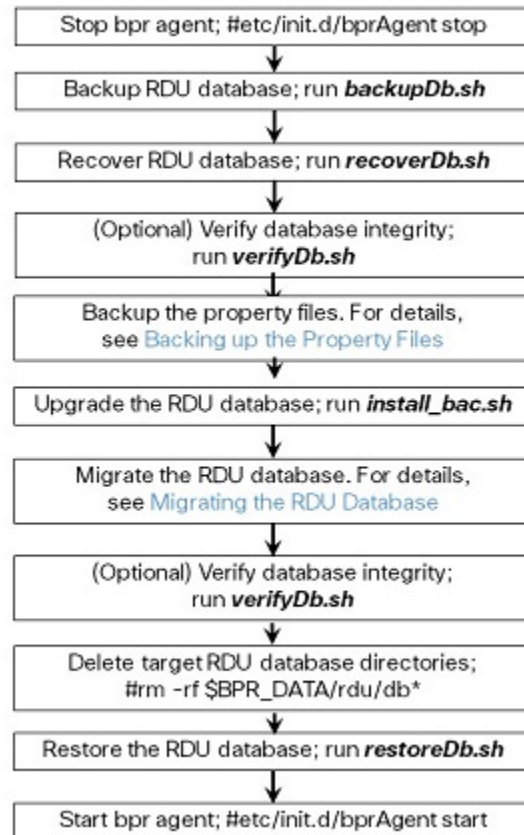 Stop bpr agent; #etc/init.d/bprAgent stop
Backup RDU database; run backupDb.sh
Recover RDU database; run recoverDb.sh
(Optional) Verify database integrity;
run verifyDb.sh
Backup the property files. For details,
see Backing up the Property Files
Upgrade the RDU database; run install_bac.sh
Migrate the RDU database. For details,
see Migrating the RDU Database
(Optional) Verify database integrity;
run verifyDb.sh
Delete target RDU database directories;
#rm -rf $BPR_DATA/rdu/db*
Restore the RDU database; run restoreDb.sh
Start bpr agent; #etc/init.d/bprAgent start